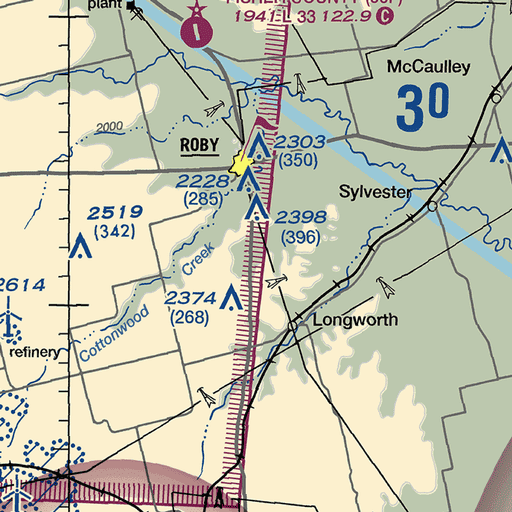 plant
FISHER COUNTY (56F)
1941 L 33 122.9 C
McCaulley
30
2000
ROBY
2303
(350)
2228
(285)
Sylvester
2519
(342)
2398
(396)
Creek
2374
(268)
2614
Cottonwood
Longworth
refinery